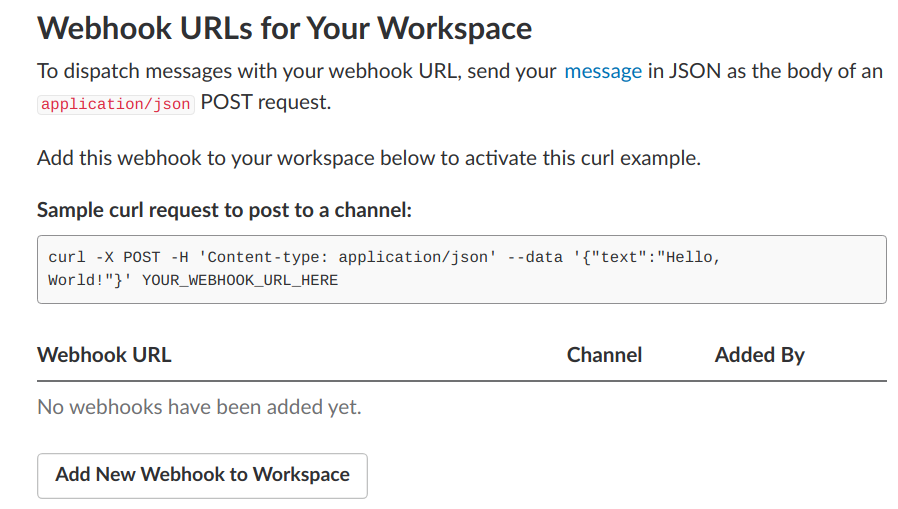 Webhook URLs for Your Workspace
To dispatch messages with your webhook URL, send your message in JSON as the body of an
application/json POST request.
Add this webhook to your workspace below to activate this curl example.
Sample curl request to post to a channel:
curl -X POST -H 'Content-type: application/json' --data '{"text":"Hello,
World!"}' YOUR_WEBHOOK_URL_HERE
Webhook URL Channel Added By
No webhooks have been added yet.
Add New Webhook to Workspace